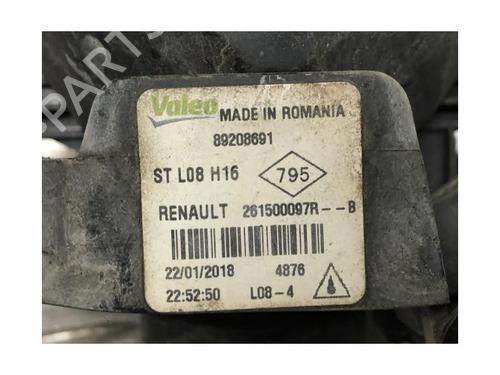 Valeo MADE IN ROMANIA
89208691
ST L08 H16 795
RENAULT 261500097R--B
22/01/2018 4876
22:52:50 L08-4